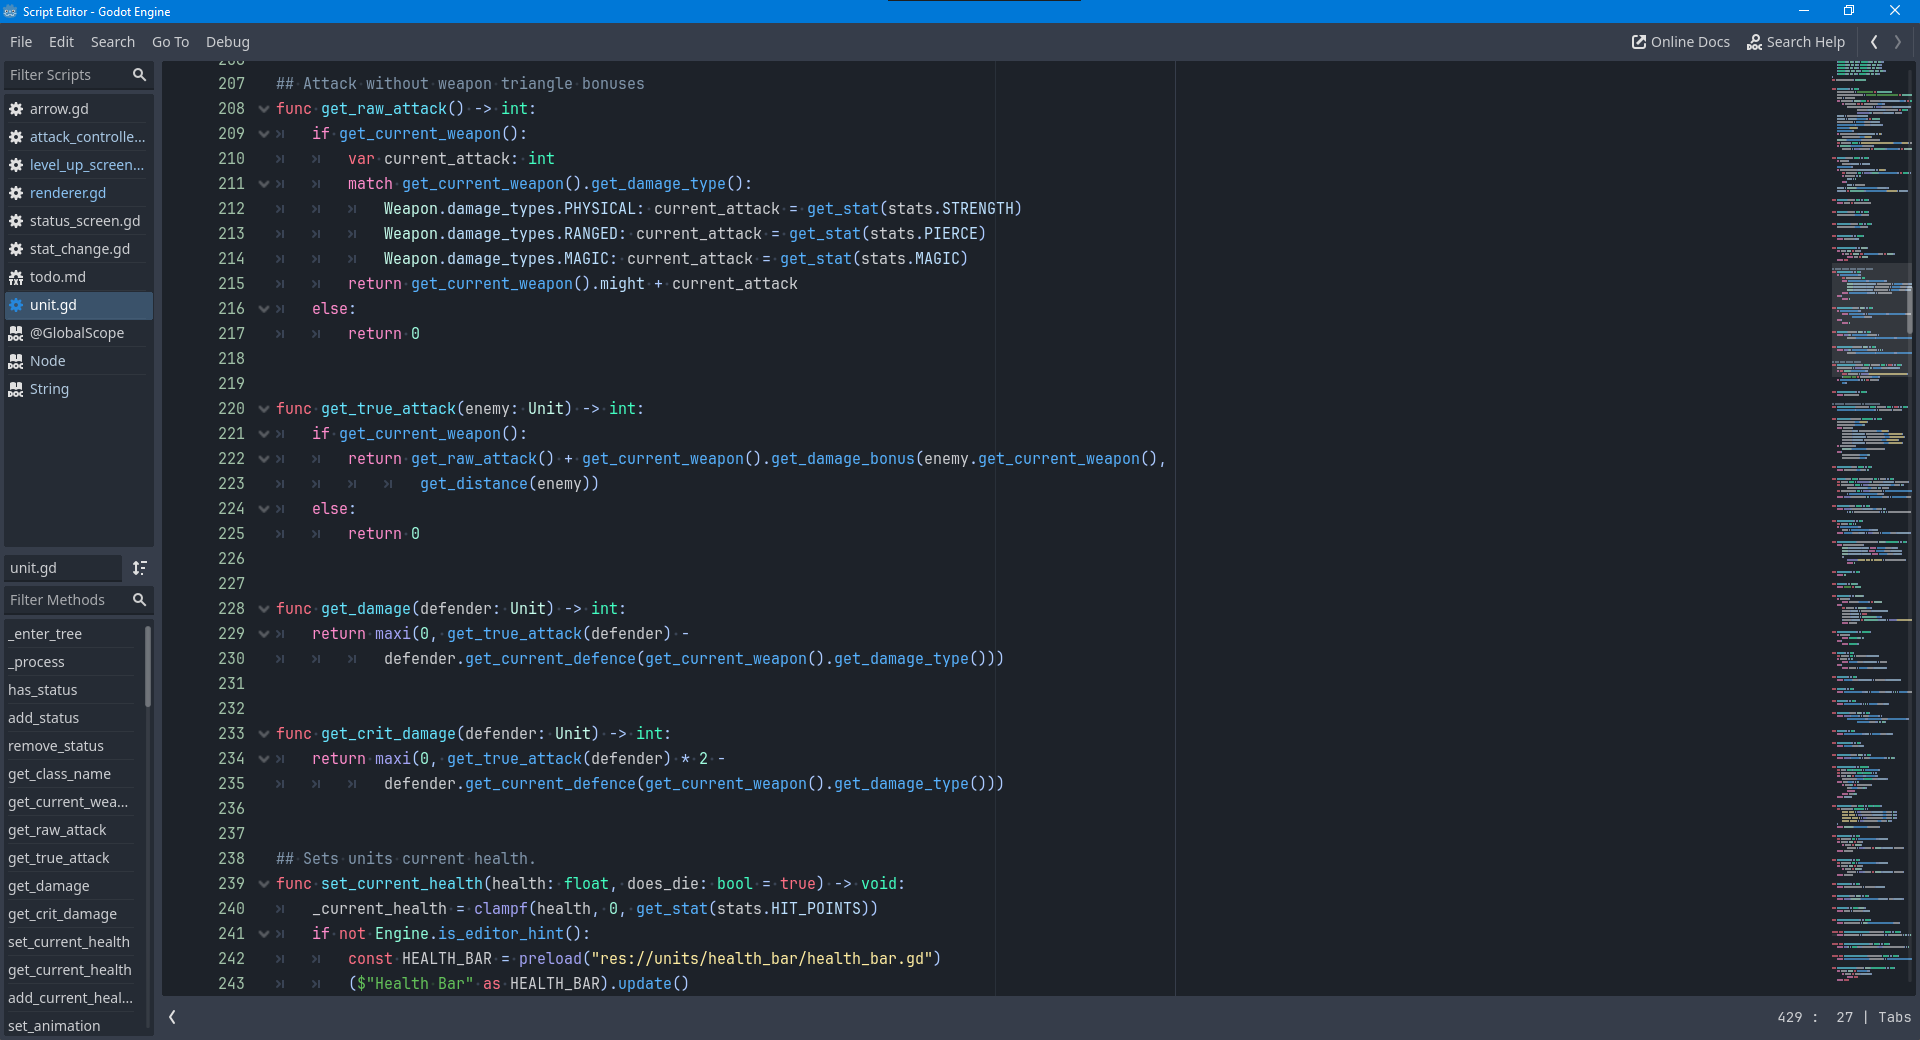 Script Editor - Godot Engine
File Edit Search Go To Debug
Online Docs Search Help
Filter Scripts
arrow.gd
attack_controlle...
level_up_screen...
renderer.gd
status_screen.gd
stat_change.gd
todo.md
unit.gd
@GlobalScope
Node
String
unit.gd
Filter Methods
_enter_tree
_process
has_status
add_status
remove_status
get_class_name
get_current_wea...
get_raw_attack
get_true_attack
get_damage
get_crit_damage
set_current_health
get_current_health
add_current_heal...
set_animation
207 ## Attack without weapon triangle bonuses
208 func get_raw_attack() -> int:
209 if get_current_weapon():
210 var current_attack: int
211 match get_current_weapon().get_damage_type():
212 Weapon.damage_types.PHYSICAL: current_attack = get_stat(stats.STRENGTH)
213 Weapon.damage_types.RANGED: current_attack = get_stat(stats.PIERCE)
214 Weapon.damage_types.MAGIC: current_attack = get_stat(stats.MAGIC)
215 return get_current_weapon().might + current_attack
216 else:
217 return 0
218
219
220 func get_true_attack(enemy: Unit) -> int:
221 if get_current_weapon():
222 return get_raw_attack() + get_current_weapon().get_damage_bonus(enemy.get_current_weapon(),
223 get_distance(enemy))
224 else:
225 return 0
226
227
228 func get_damage(defender: Unit) -> int:
229 return maxi(0, get_true_attack(defender) -
230 defender.get_current_defence(get_current_weapon().get_damage_type()))
231
232
233 func get_crit_damage(defender: Unit) -> int:
234 return maxi(0, get_true_attack(defender) * 2 -
235 defender.get_current_defence(get_current_weapon().get_damage_type()))
236
237
238 ## Sets units current health.
239 func set_current_health(health: float, does_die: bool = true) -> void:
240 _current_health = clampf(health, 0, get_stat(stats.HIT_POINTS))
241 if not Engine.is_editor_hint():
242 const HEALTH_BAR = preload("res://units/health_bar/health_bar.gd")
243 ($"Health Bar" as HEALTH_BAR).update()
429 : 27 | Tabs